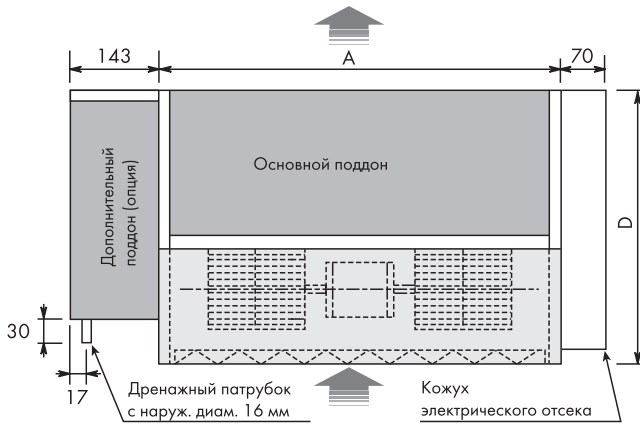 143
A
70
Основной поддон
Дополнительный
поддон (опция)
D
30
17
Дренажный патрубок
с наруж. диам. 16 мм
Кожух
электрического отсека